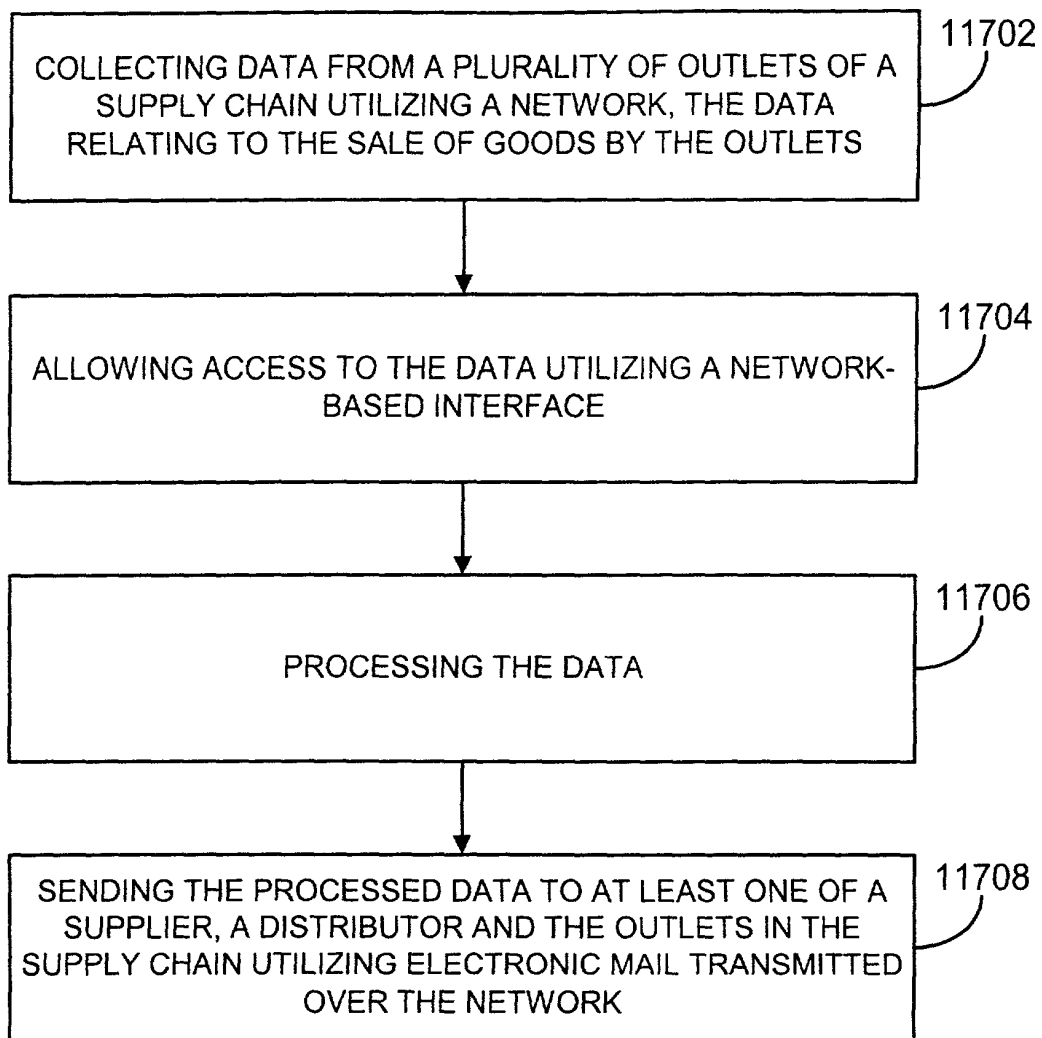 11702
COLLECTING DATA FROM A PLURALITY OF OUTLETS OF A
SUPPLY CHAIN UTILIZING A NETWORK, THE DATA
RELATING TO THE SALE OF GOODS BY THE OUTLETS
11704
ALLOWING ACCESS TO THE DATA UTILIZING A NETWORK-
BASED INTERFACE
11706
PROCESSING THE DATA
11708
SENDING THE PROCESSED DATA TO AT LEAST ONE OF A
SUPPLIER, A DISTRIBUTOR AND THE OUTLETS IN THE
SUPPLY CHAIN UTILIZING ELECTRONIC MAIL TRANSMITTED
OVER THE NETWORK